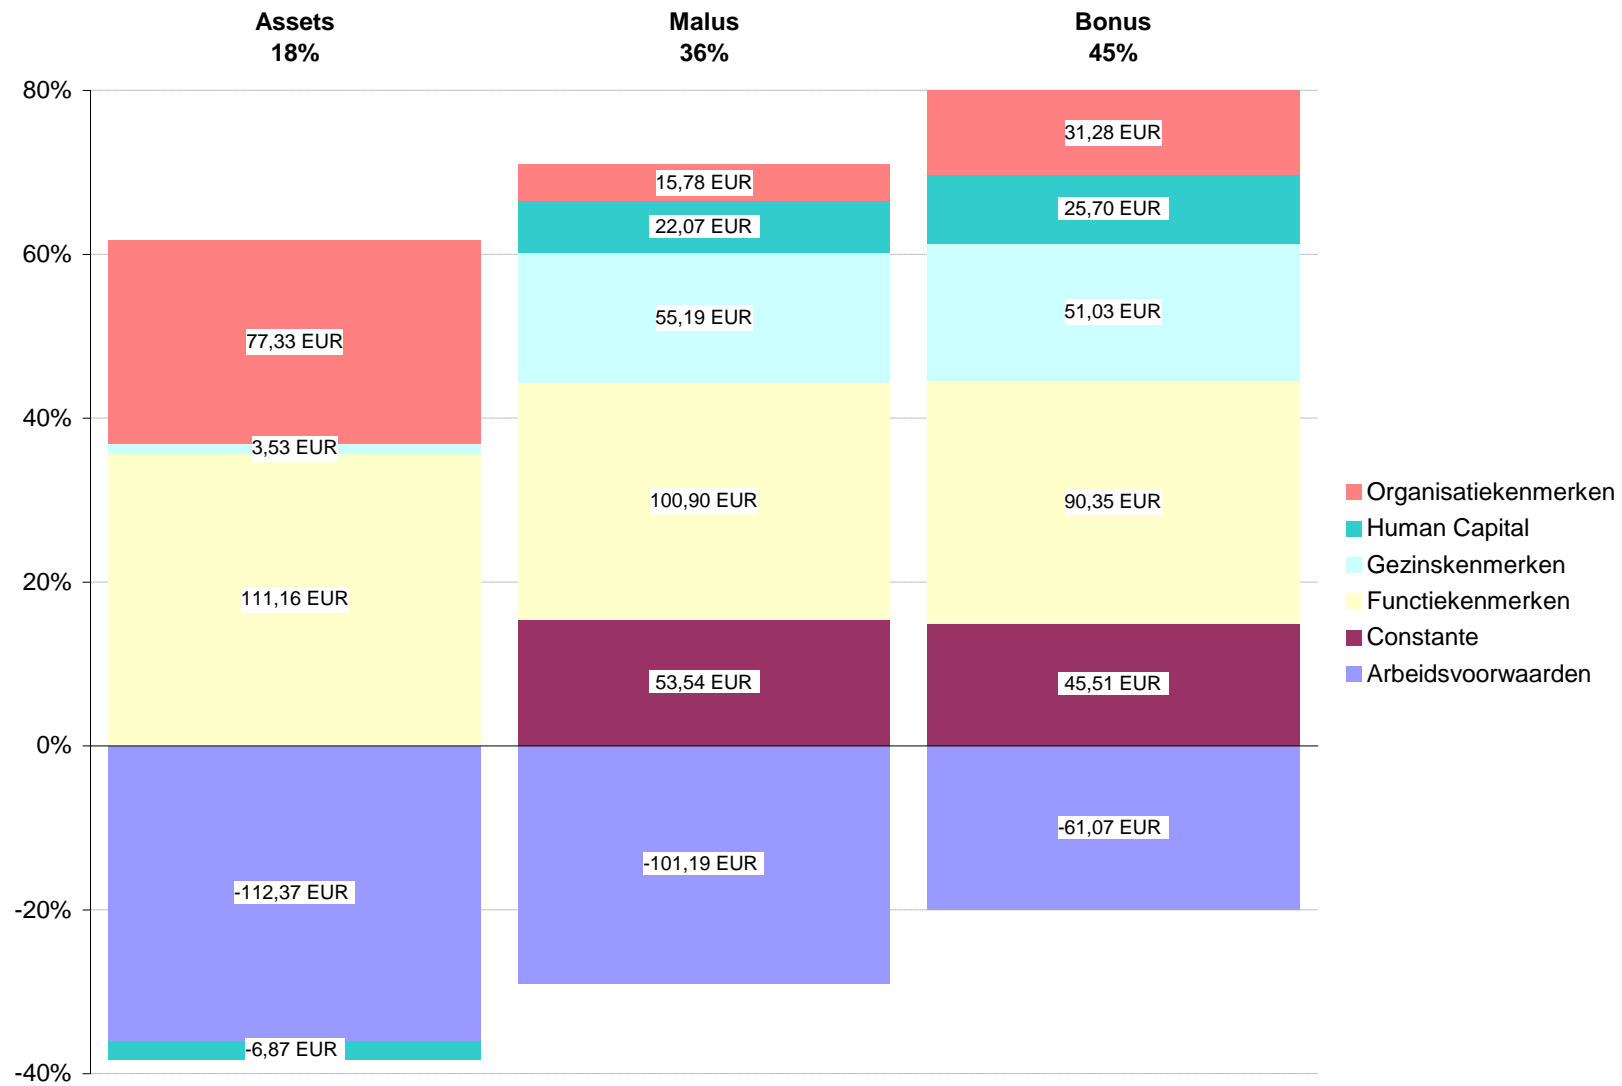 Assets Malus Bonus
18% 36% 45%
80%
60%
40%
20%
0%
-20%
-40%
77,33 EUR
3,53 EUR
111,16 EUR
-112,37 EUR
-6,87 EUR
15,78 EUR
22,07 EUR
55,19 EUR
100,90 EUR
53,54 EUR
-101,19 EUR
31,28 EUR
25,70 EUR
51,03 EUR
90,35 EUR
45,51 EUR
-61,07 EUR
Organisatiekenmerken
Human Capital
Gezinskenmerken
Functiekenmerken
Constante
Arbeidsvoorwaarden